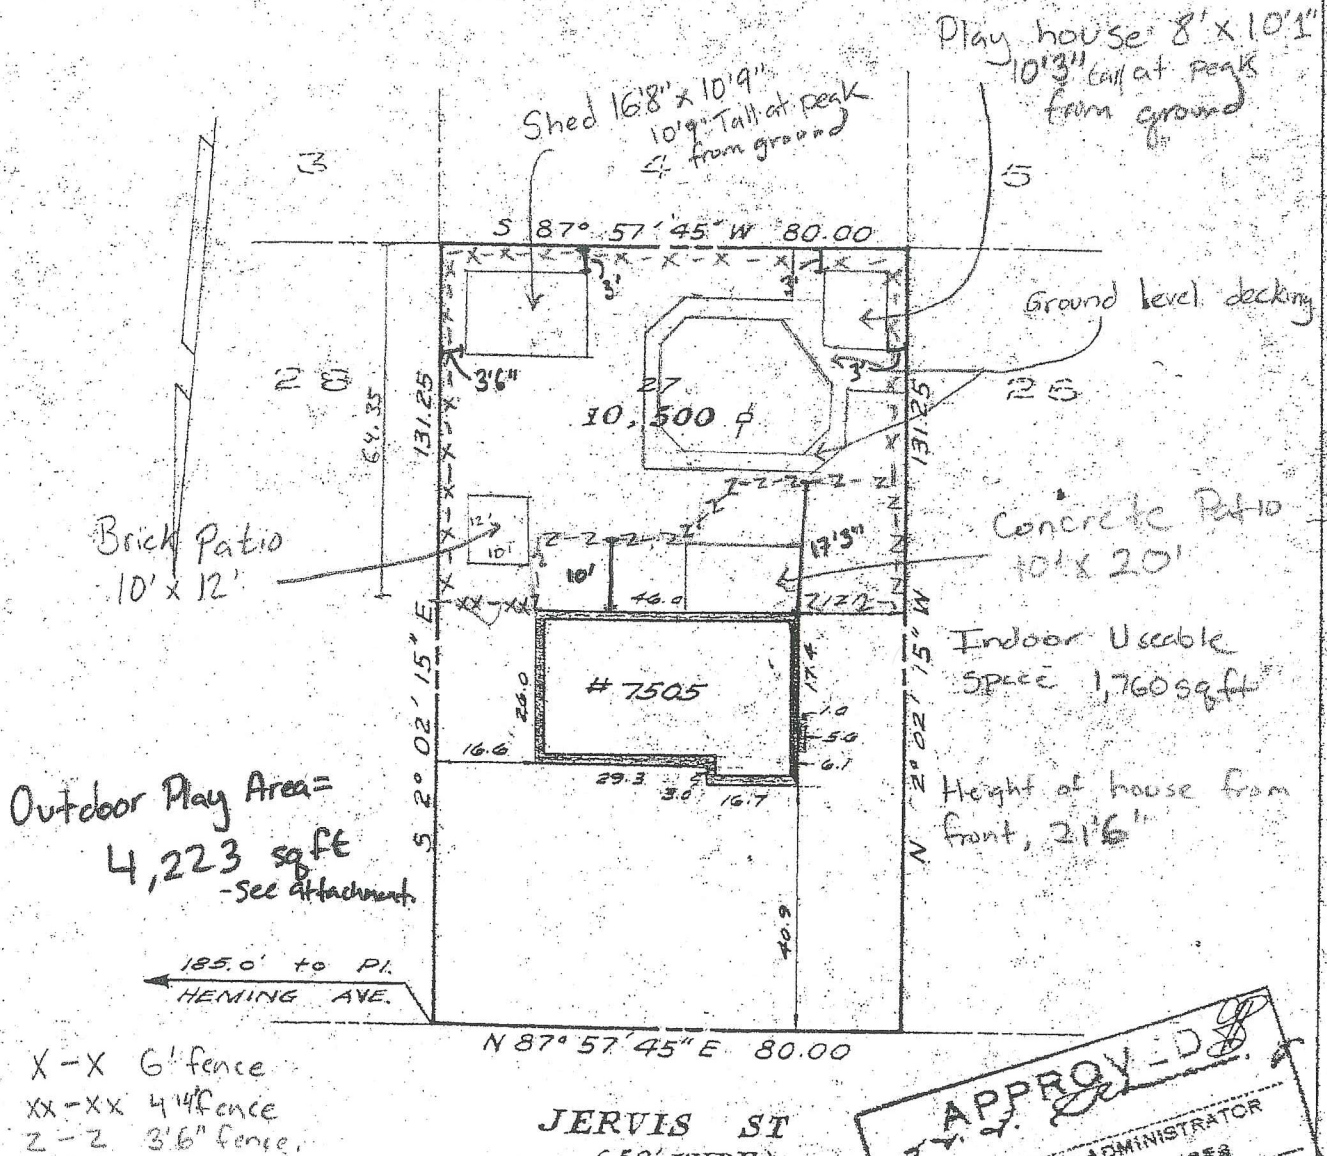 Play house 8' x 10'1"
10'3" tall at peak
from ground
Shed 16'8" x 10'9"
10'9" Tall at peak
from ground
3
4
5
S 87° 57' 45" W 80.00
3'
3'
Ground level decking
3'6"
3'
28
64.35
131.25
27
10,500
25
131.25
Brick Patio
10' x 12'
12'
10'
10'
46.0
17'3"
Concrete Patio
10' x 20'
Indoor Useable
Space 1,760 sq ft
# 7505
26.0
17.4
1.0
5.6
6.1
16.6
29.3
3.0
16.7
S 2° 02' 15" E
N 2° 02' 15" W
Height of house from
front, 21'6"
Outdoor Play Area=
4,223 sq ft
-See attachment.
40.9
185.0' to P.I.
HEMING AVE.
N 87° 57' 45" E 80.00
X-X 6' fence
XX-XX 4'4" fence
Z-Z 3'6" fence.
JERVIS ST
APPROV-D
ADMINISTRATOR